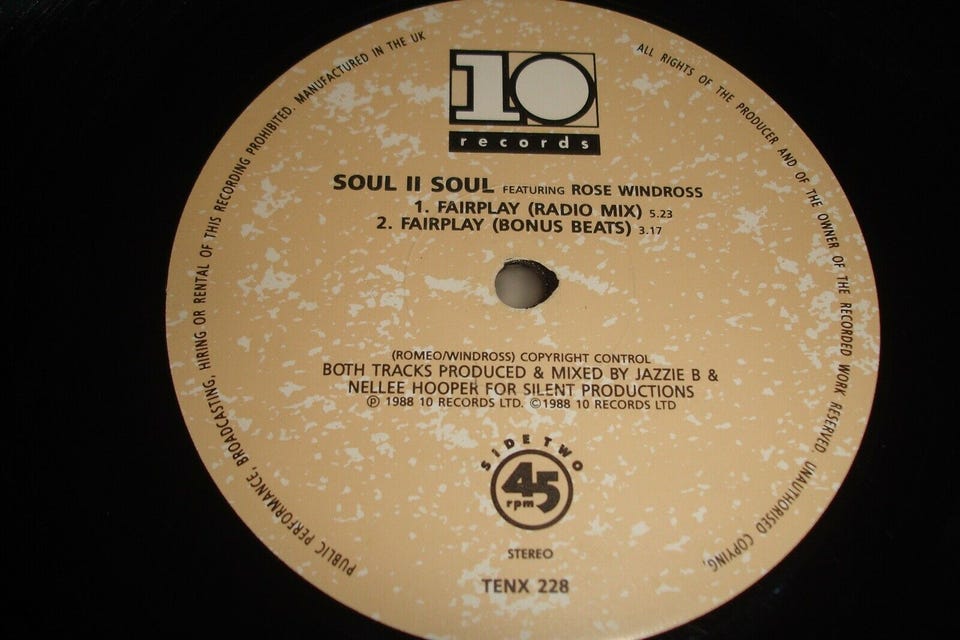 10
records
SOUL II SOUL FEATURING ROSE WINDROSS
1. FAIRPLAY (RADIO MIX) 5.23
2. FAIRPLAY (BONUS BEATS) 3.17
(ROMEO/WINDROSS) COPYRIGHT CONTROL
BOTH TRACKS PRODUCED & MIXED BY JAZZIE B &
NELLEE HOOPER FOR SILENT PRODUCTIONS
℗ 1988 10 RECORDS LTD. ©1988 10 RECORDS LTD
SIDE TWO
45
rpm
STEREO
TENX 228
ALL RIGHTS OF THE PRODUCER AND OF THE OWNER OF THE RECORDED WORK RESERVED. UNAUTHORISED COPYING,
PUBLIC PERFORMANCE, BROADCASTING, HIRING OR RENTAL OF THIS RECORDING PROHIBITED. MANUFACTURED IN THE UK